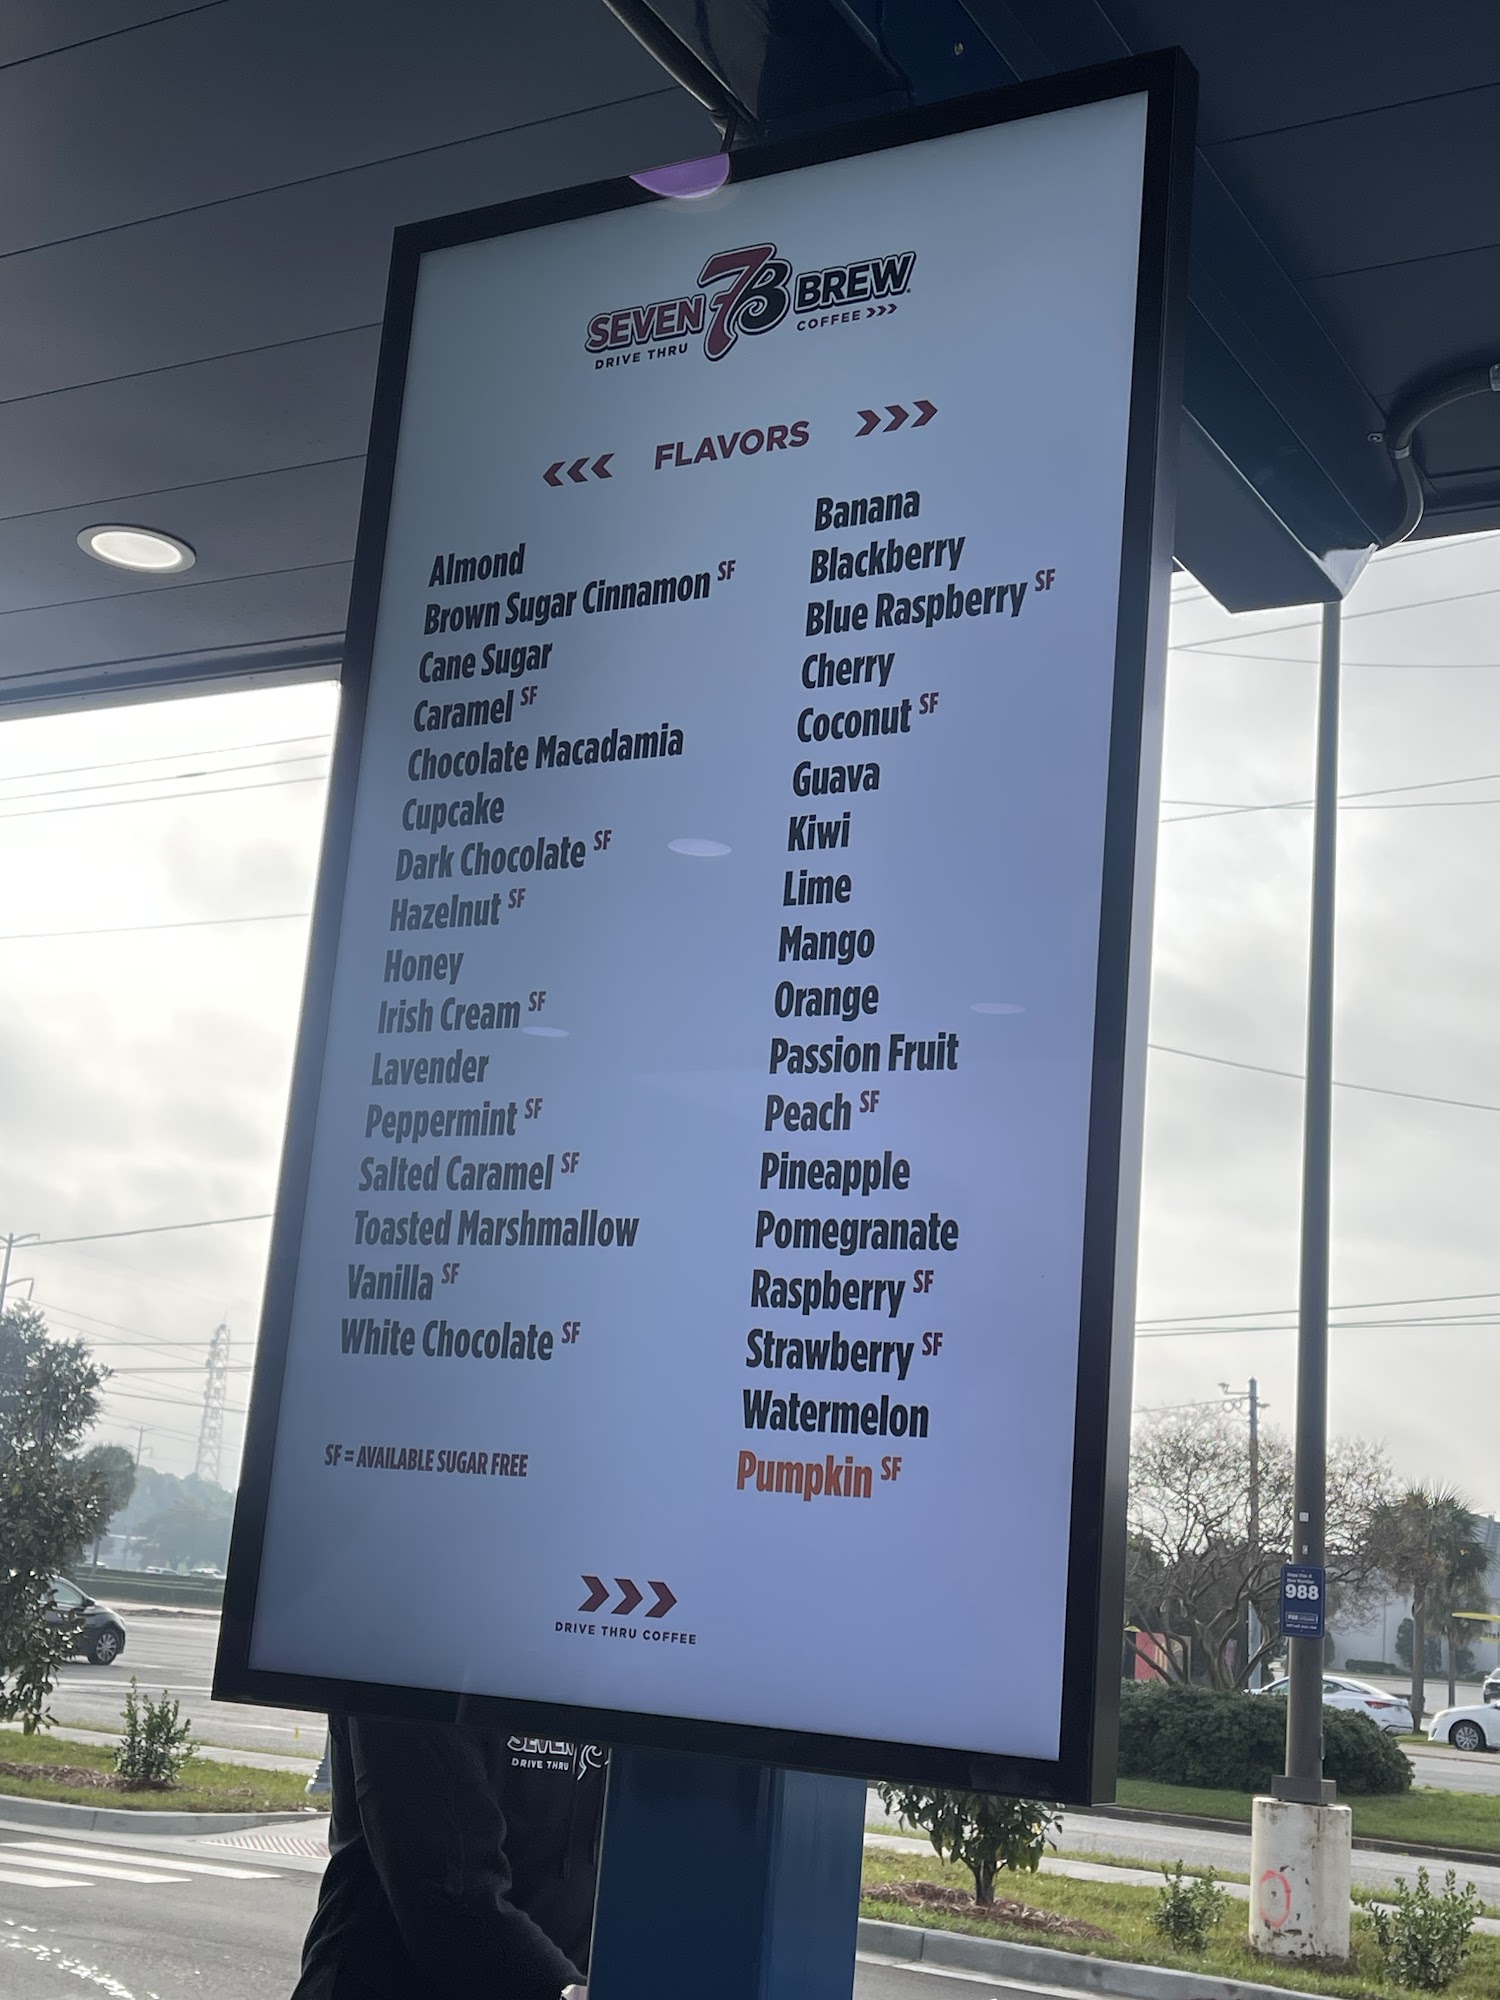 SEVEN 7B BREW
DRIVE THRU COFFEE >>>
<<< FLAVORS >>>
Almond
Brown Sugar Cinnamon SF
Cane Sugar
Caramel SF
Chocolate Macadamia
Cupcake
Dark Chocolate SF
Hazelnut SF
Honey
Irish Cream SF
Lavender
Peppermint SF
Salted Caramel SF
Toasted Marshmallow
Vanilla SF
White Chocolate SF
SF = AVAILABLE SUGAR FREE
Banana
Blackberry
Blue Raspberry SF
Cherry
Coconut SF
Guava
Kiwi
Lime
Mango
Orange
Passion Fruit
Peach SF
Pineapple
Pomegranate
Raspberry SF
Strawberry SF
Watermelon
Pumpkin SF
>>>
DRIVE THRU COFFEE
SEVEN
DRIVE THRU
988